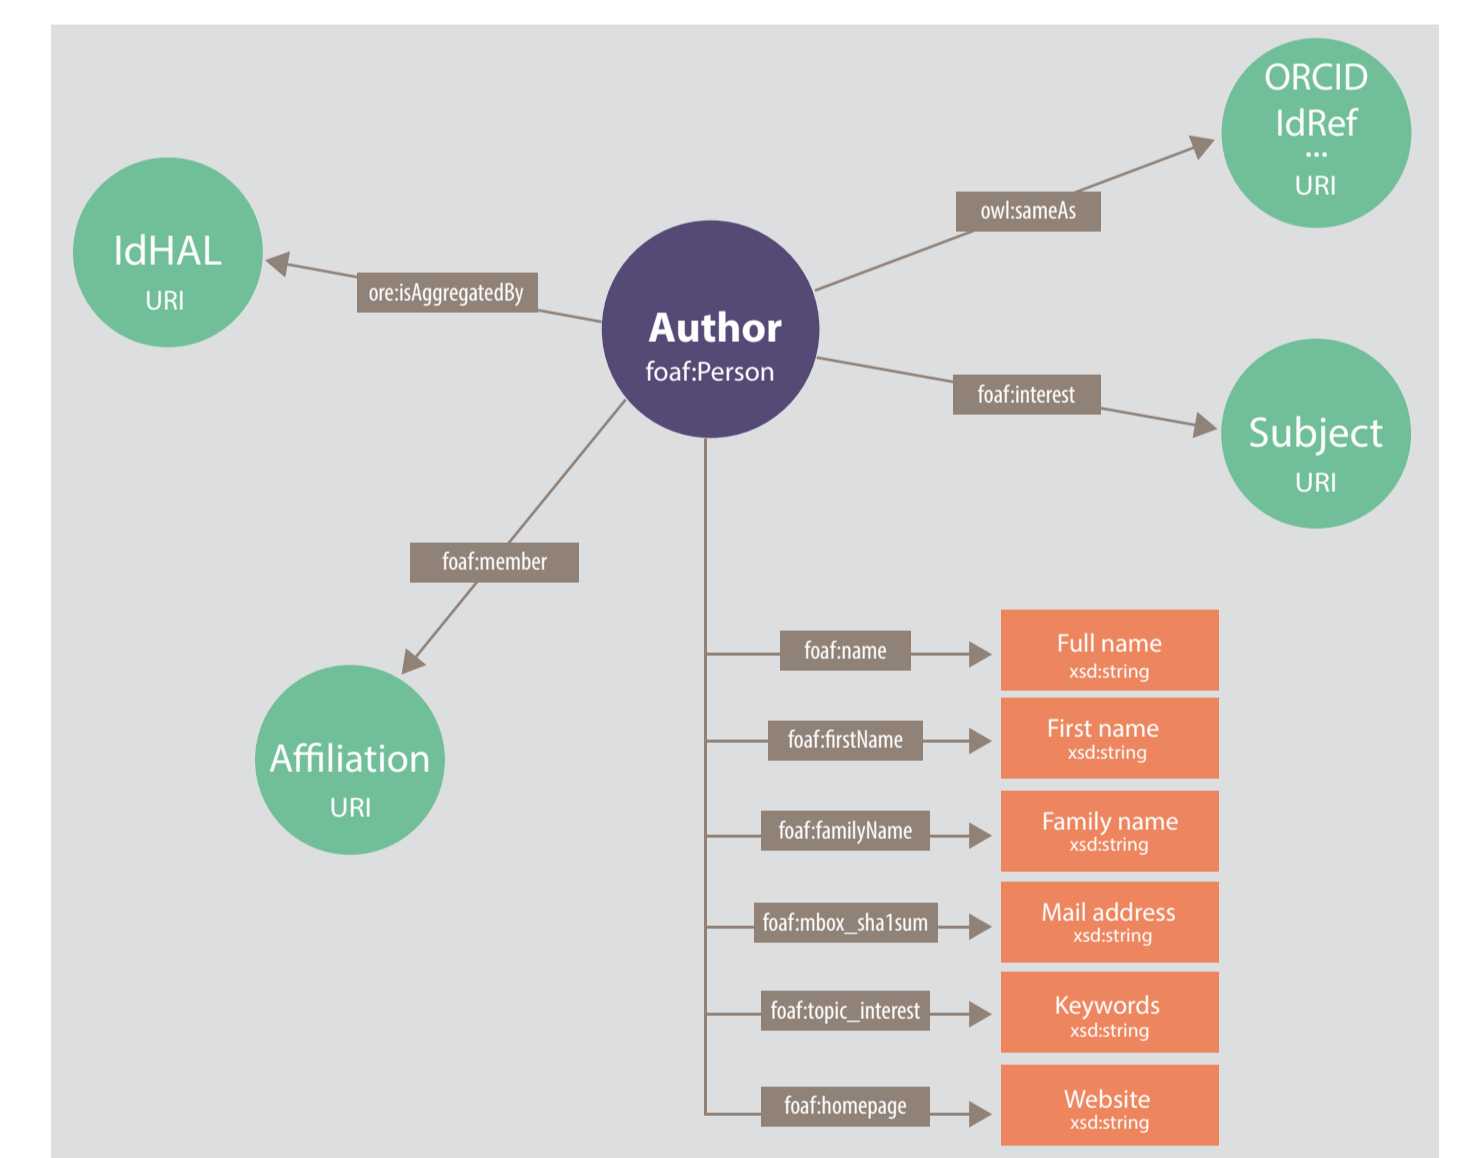 ORCID
IdRef
...
URI
owl:sameAs
IdHAL
URI
ore:isAggregatedBy
Author
foaf:Person
foaf:interest
Subject
URI
foaf:member
Affiliation
URI
foaf:name
Full name
xsd:string
foaf:firstName
First name
xsd:string
foaf:familyName
Family name
xsd:string
foaf:mbox_sha1sum
Mail address
xsd:string
foaf:topic_interest
Keywords
xsd:string
foaf:homepage
Website
xsd:string